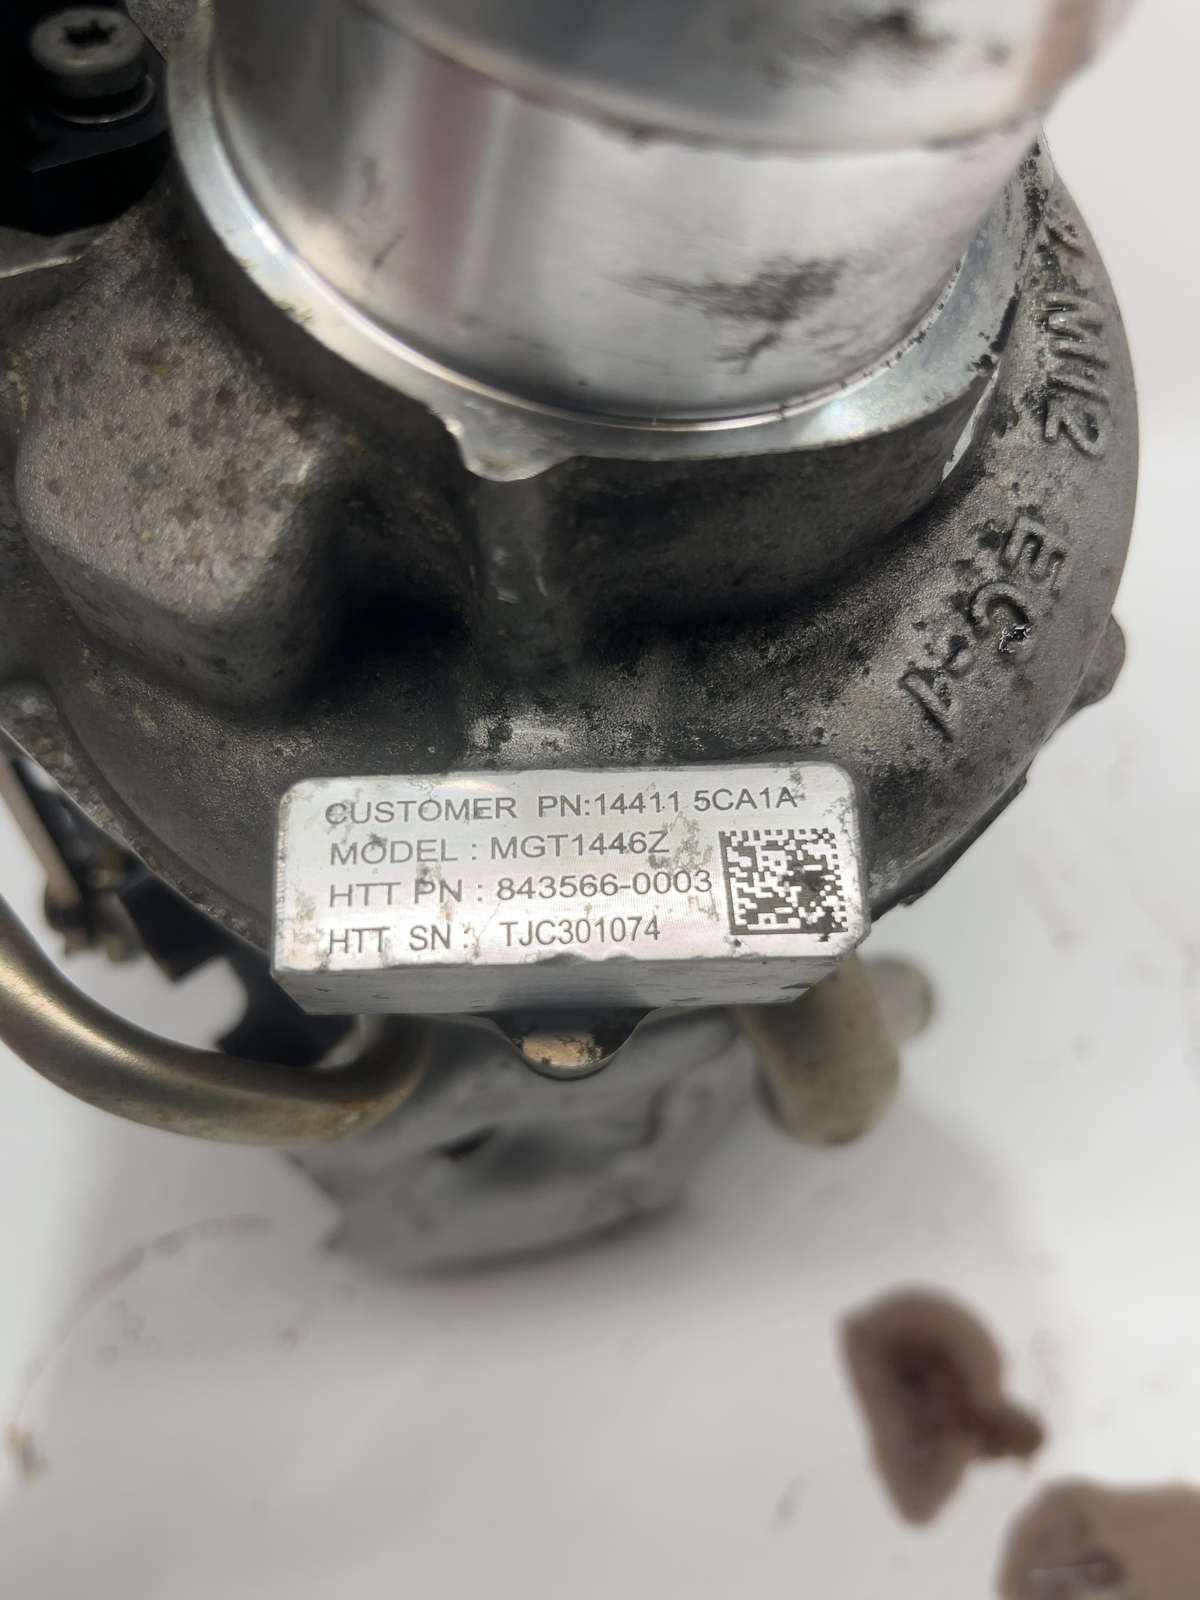 CUSTOMER PN:14411 5CA1A
MODEL : MGT1446Z
HTT PN : 843566-0003
HTT SN : TJC301074